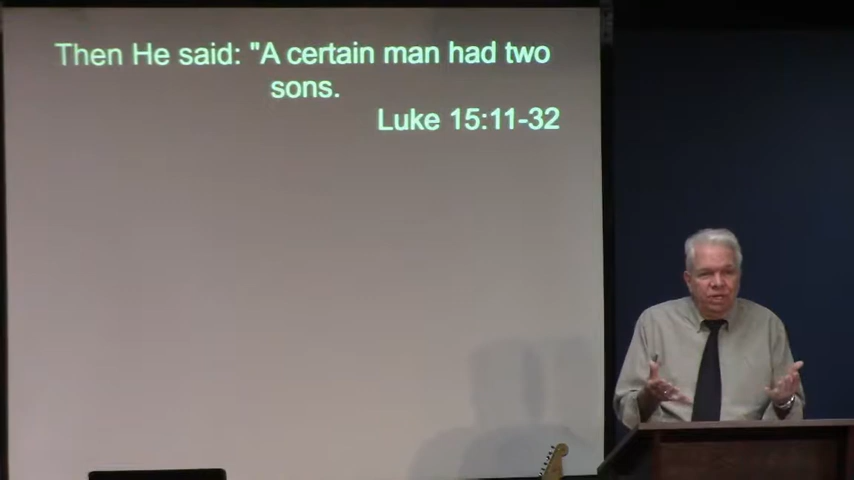 Then He said: "A certain man had two
sons.
Luke 15:11-32